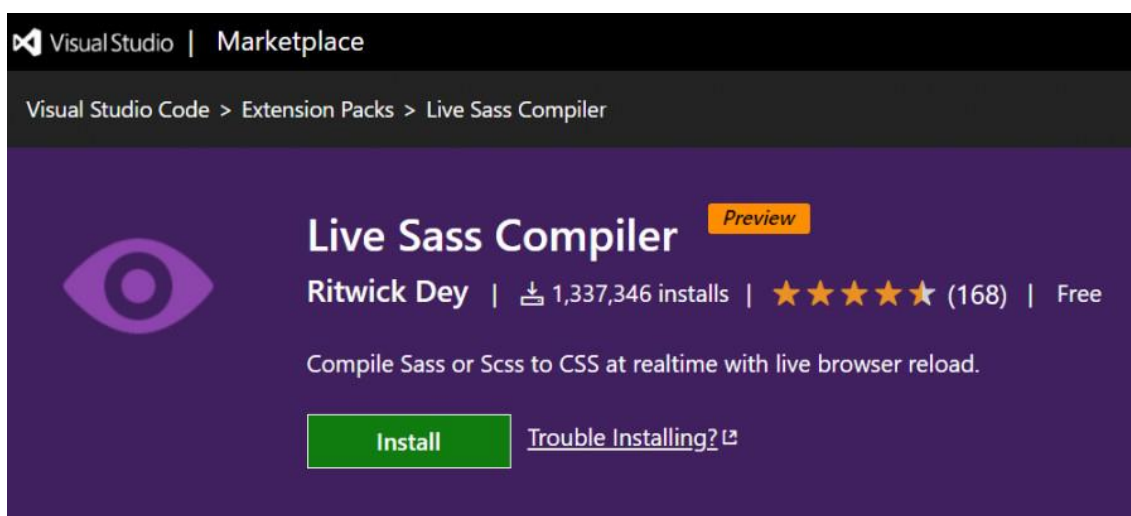 Visual Studio | Marketplace
Visual Studio Code > Extension Packs > Live Sass Compiler
Live Sass Compiler Preview
Ritwick Dey | 1,337,346 installs | (168) | Free
Compile Sass or Scss to CSS at realtime with live browser reload.
Install Trouble Installing?